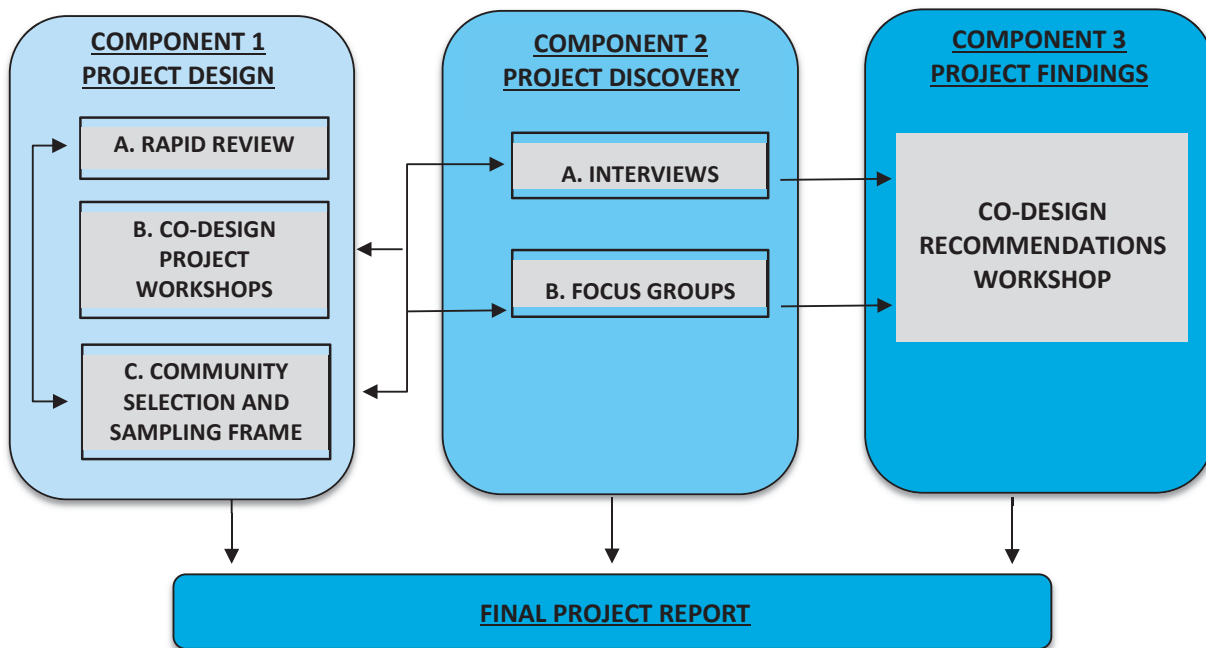 COMPONENT 1
PROJECT DESIGN
A. RAPID REVIEW
B. CO-DESIGN
PROJECT
WORKSHOPS
C. COMMUNITY
SELECTION AND
SAMPLING FRAME
COMPONENT 2
PROJECT DISCOVERY
A. INTERVIEWS
B. FOCUS GROUPS
COMPONENT 3
PROJECT FINDINGS
CO-DESIGN
RECOMMENDATIONS
WORKSHOP
FINAL PROJECT REPORT